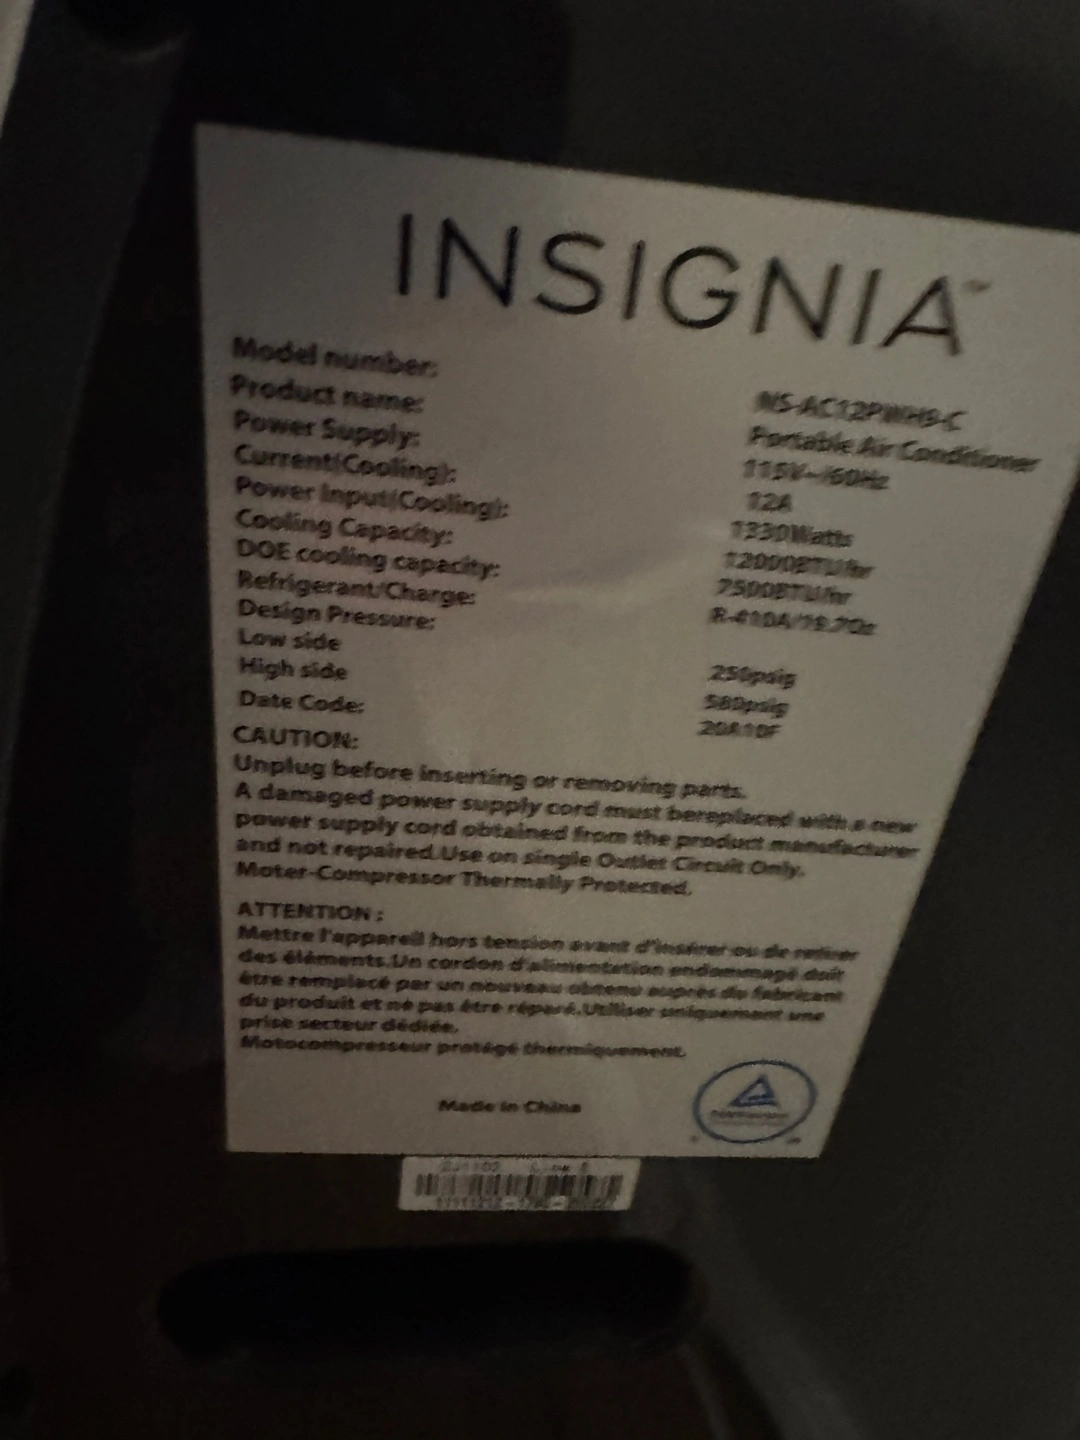 INSIGNIA™
Model number: NS-AC12PWH9-C
Product name: Portable Air Conditioner
Power Supply: 115V~/60Hz
Current(Cooling): 12A
Power Input(Cooling): 1330Watts
Cooling Capacity: 12000BTU/hr
DOE cooling capacity: 7500BTU/hr
Refrigerant/Charge: R-410A/
Design Pressure:
Low side 250psig
High side 580psig
Date Code: 20A10F
CAUTION:
Unplug before inserting or removing parts.
A damaged power supply cord must bereplaced with a new
power supply cord obtained from the product manufacturer
and not repaired.Use on single Outlet Circuit Only.
Moter-Compressor Thermally Protected.
ATTENTION :
Mettre l'appareil hors tension avant d'insérer ou de retirer
des éléments.Un cordon d'alimentation endommagé doit
être remplacé par un nouveau obtenu auprès du fabricant
du produit et ne pas être réparé.Utiliser uniquement une
prise secteur dédiée.
Motocompresseur protégé thermiquement.
Made in China